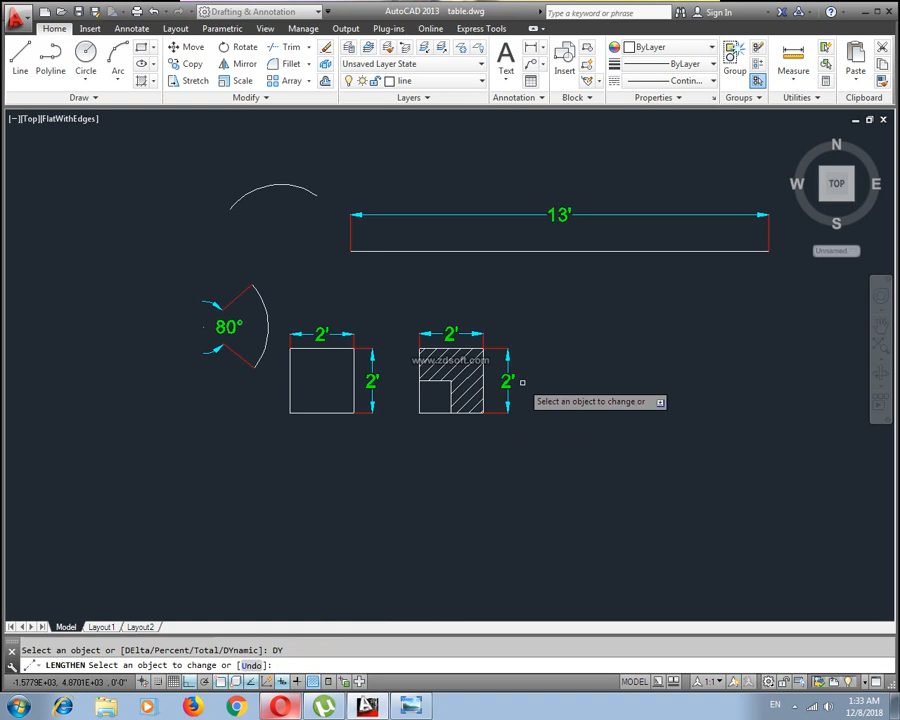 Drafting & Annotation
AutoCAD 2013 table.dwg
Type a keyword or phrase
Sign In
Home Insert Annotate Layout Parametric View Manage Output Plug-ins Online Express Tools
Line Polyline Circle Arc
Move Rotate Trim
Copy Mirror Fillet
Stretch Scale Array
Unsaved Layer State
line
Text
Insert
ByLayer
ByLayer
Contin...
Group
Measure
Paste
Draw Modify Layers Annotation Block Properties Groups Utilities Clipboard
[−][Top][FlatWithEdges]
N
W TOP E
S
Unnamed
13'
80°
2' 2'
www.zdsoft.com
2' 2'
Select an object to change or
Model Layout1 Layout2
Select an object or [DElta/Percent/Total/DYnamic]: DY
LENGTHEN Select an object to change or [Undo]:
-1.5779E+03, 4.8701E+03, 0'-0"
MODEL 1:1
EN 1:33 AM
12/8/2018